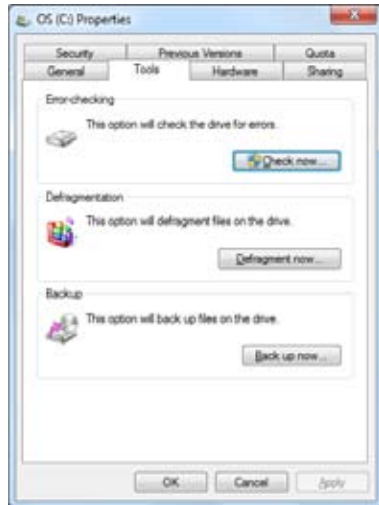 OS (C:) Properties
Security Previous Versions Quota
General Tools Hardware Sharing
Error-checking
This option will check the drive for errors.
Check now...
Defragmentation
This option will defragment files on the drive.
Defragment now...
Backup
This option will back up files on the drive.
Back up now...
OK Cancel Apply